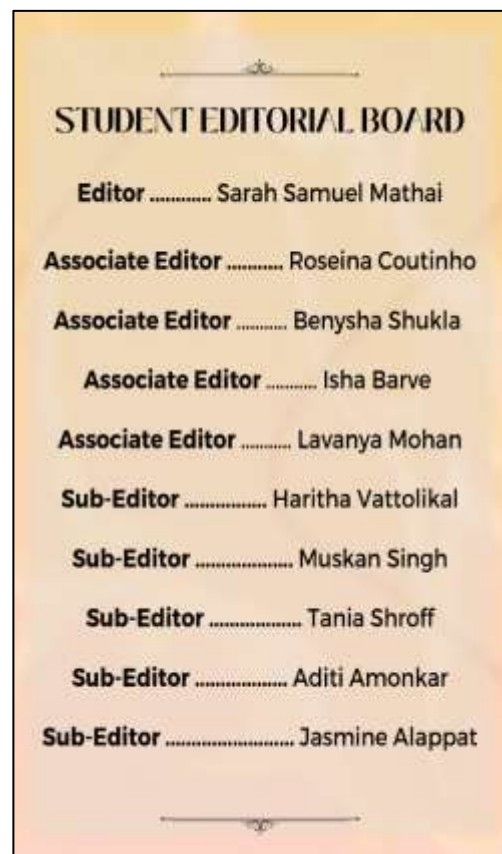 STUDENT EDITORIAL BOARD
Editor ............. Sarah Samuel Mathai
Associate Editor ............ Roseina Coutinho
Associate Editor ........... Benysha Shukla
Associate Editor ........... Isha Barve
Associate Editor ........... Lavanya Mohan
Sub-Editor ................. Haritha Vattolikal
Sub-Editor ..................... Muskan Singh
Sub-Editor .................... Tania Shroff
Sub-Editor .................... Aditi Amonkar
Sub-Editor ........................... Jasmine Alappat